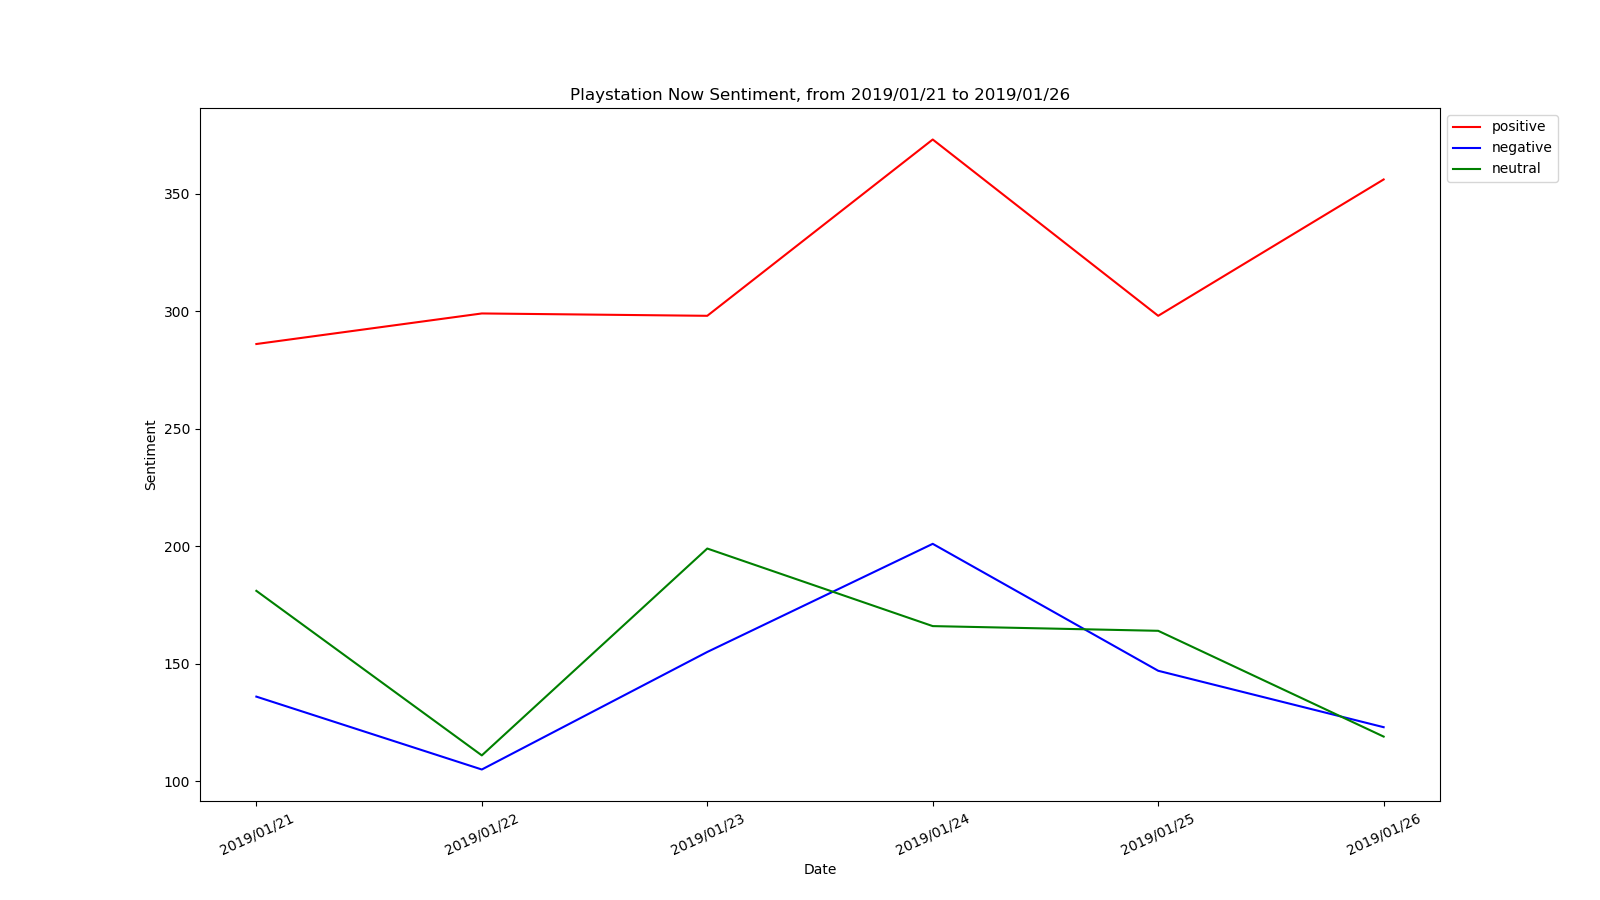 Playstation Now Sentiment, from 2019/01/21 to 2019/01/26
positive
negative
neutral
350
300
250
200
150
100
Sentiment
2019/01/21
2019/01/22
2019/01/23
2019/01/24
2019/01/25
2019/01/26
Date